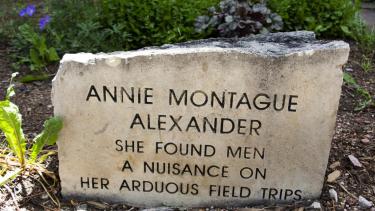 ANNIE MONTAGUE
ALEXANDER
SHE FOUND MEN
A NUISANCE ON
HER ARDUOUS FIELD TRIPS